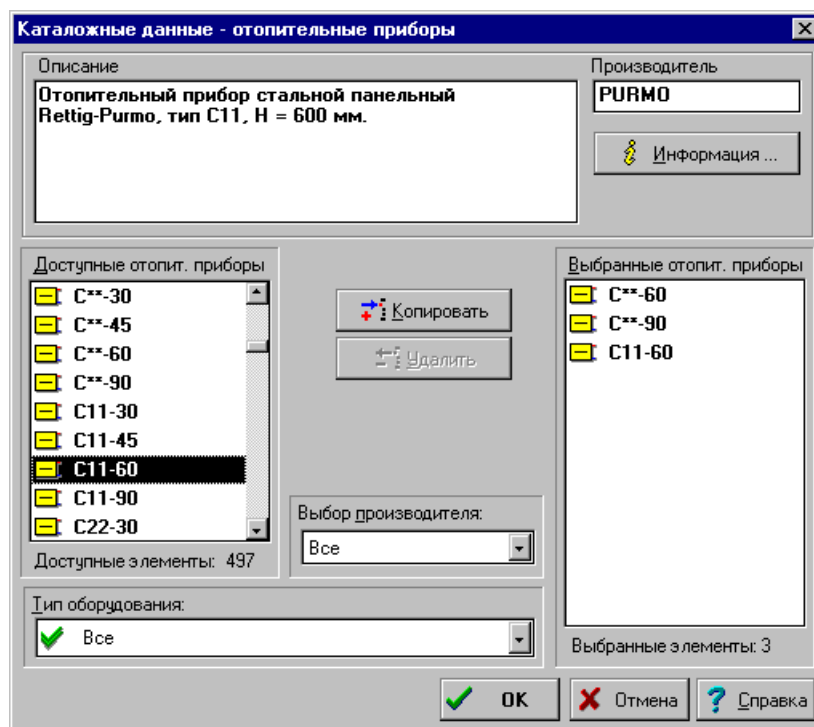 Каталожные данные - отопительные приборы
Описание
Производитель
Отопительный прибор стальной панельный
Rettig-Purmo, тип C11, H = 600 мм.
PURMO
Информация ...
Доступные отопит. приборы
C**-30
C**-45
C**-60
C**-90
C11-30
C11-45
C11-60
C11-90
C22-30
Доступные элементы: 497
Копировать
Удалить
Выбор производителя:
Все
Выбранные отопит. приборы
C**-60
C**-90
C11-60
Выбранные элементы: 3
Тип оборудования:
Все
OK
Отмена
Справка